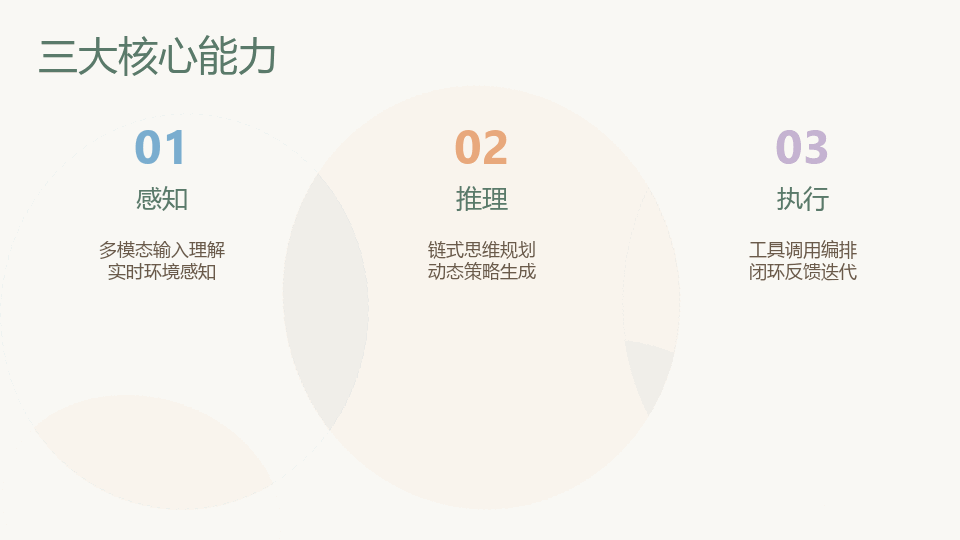 三大核心能力
01
感知
多模态输入理解
实时环境感知
02
推理
链式思维规划
动态策略生成
03
执行
工具调用编排
闭环反馈迭代